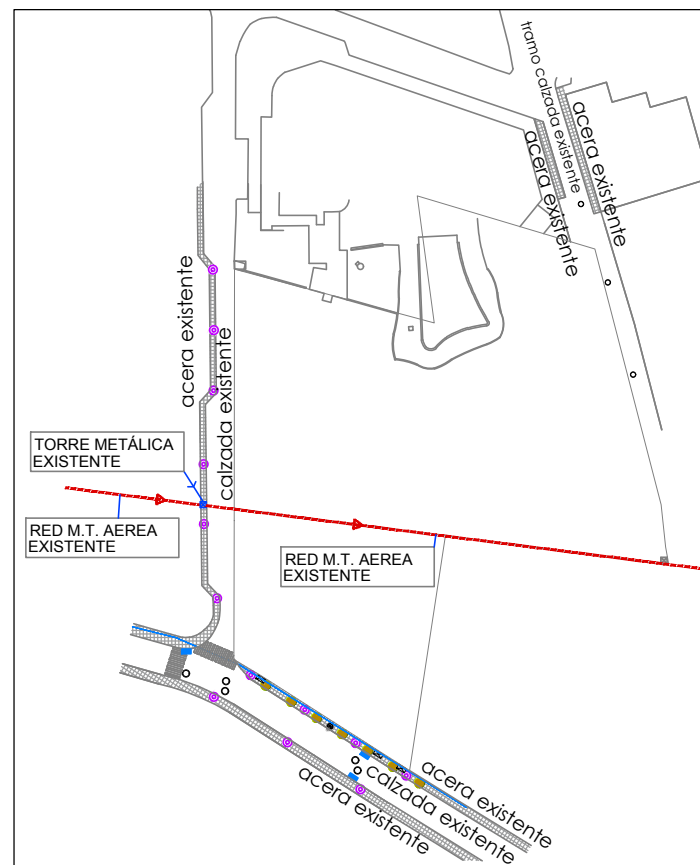 tramo calzada existente
acera existente
acera existente
acera existente
calzada existente
TORRE METÁLICA
EXISTENTE
RED M.T. AEREA
EXISTENTE
RED M.T. AEREA
EXISTENTE
acera existente
calzada existente
acera existente